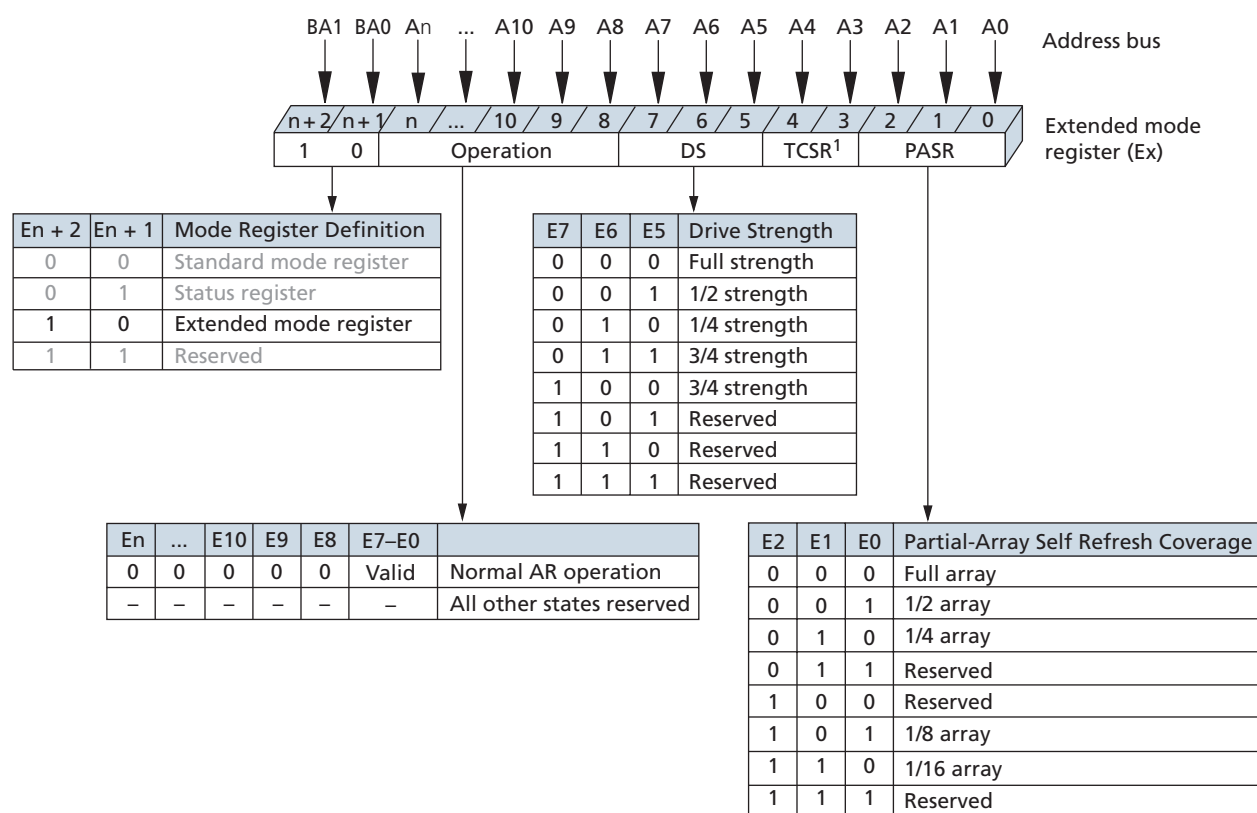 BA1 BA0 An ... A10 A9 A8 A7 A6 A5 A4 A3 A2 A1 A0 Address bus
n + 2 n + 1 n ... 10 9 8 7 6 5 4 3 2 1 0 Extended mode
register (Ex)
1 0 Operation DS TCSR1 PASR
En + 2 En + 1 Mode Register Definition
0 0 Standard mode register
0 1 Status register
1 0 Extended mode register
1 1 Reserved
E7 E6 E5 Drive Strength
0 0 0 Full strength
0 0 1 1/2 strength
0 1 0 1/4 strength
0 1 1 3/4 strength
1 0 0 3/4 strength
1 0 1 Reserved
1 1 0 Reserved
1 1 1 Reserved
En ... E10 E9 E8 E7–E0
0 0 0 0 0 Valid Normal AR operation
– – – – – – All other states reserved
E2 E1 E0 Partial-Array Self Refresh Coverage
0 0 0 Full array
0 0 1 1/2 array
0 1 0 1/4 array
0 1 1 Reserved
1 0 0 Reserved
1 0 1 1/8 array
1 1 0 1/16 array
1 1 1 Reserved